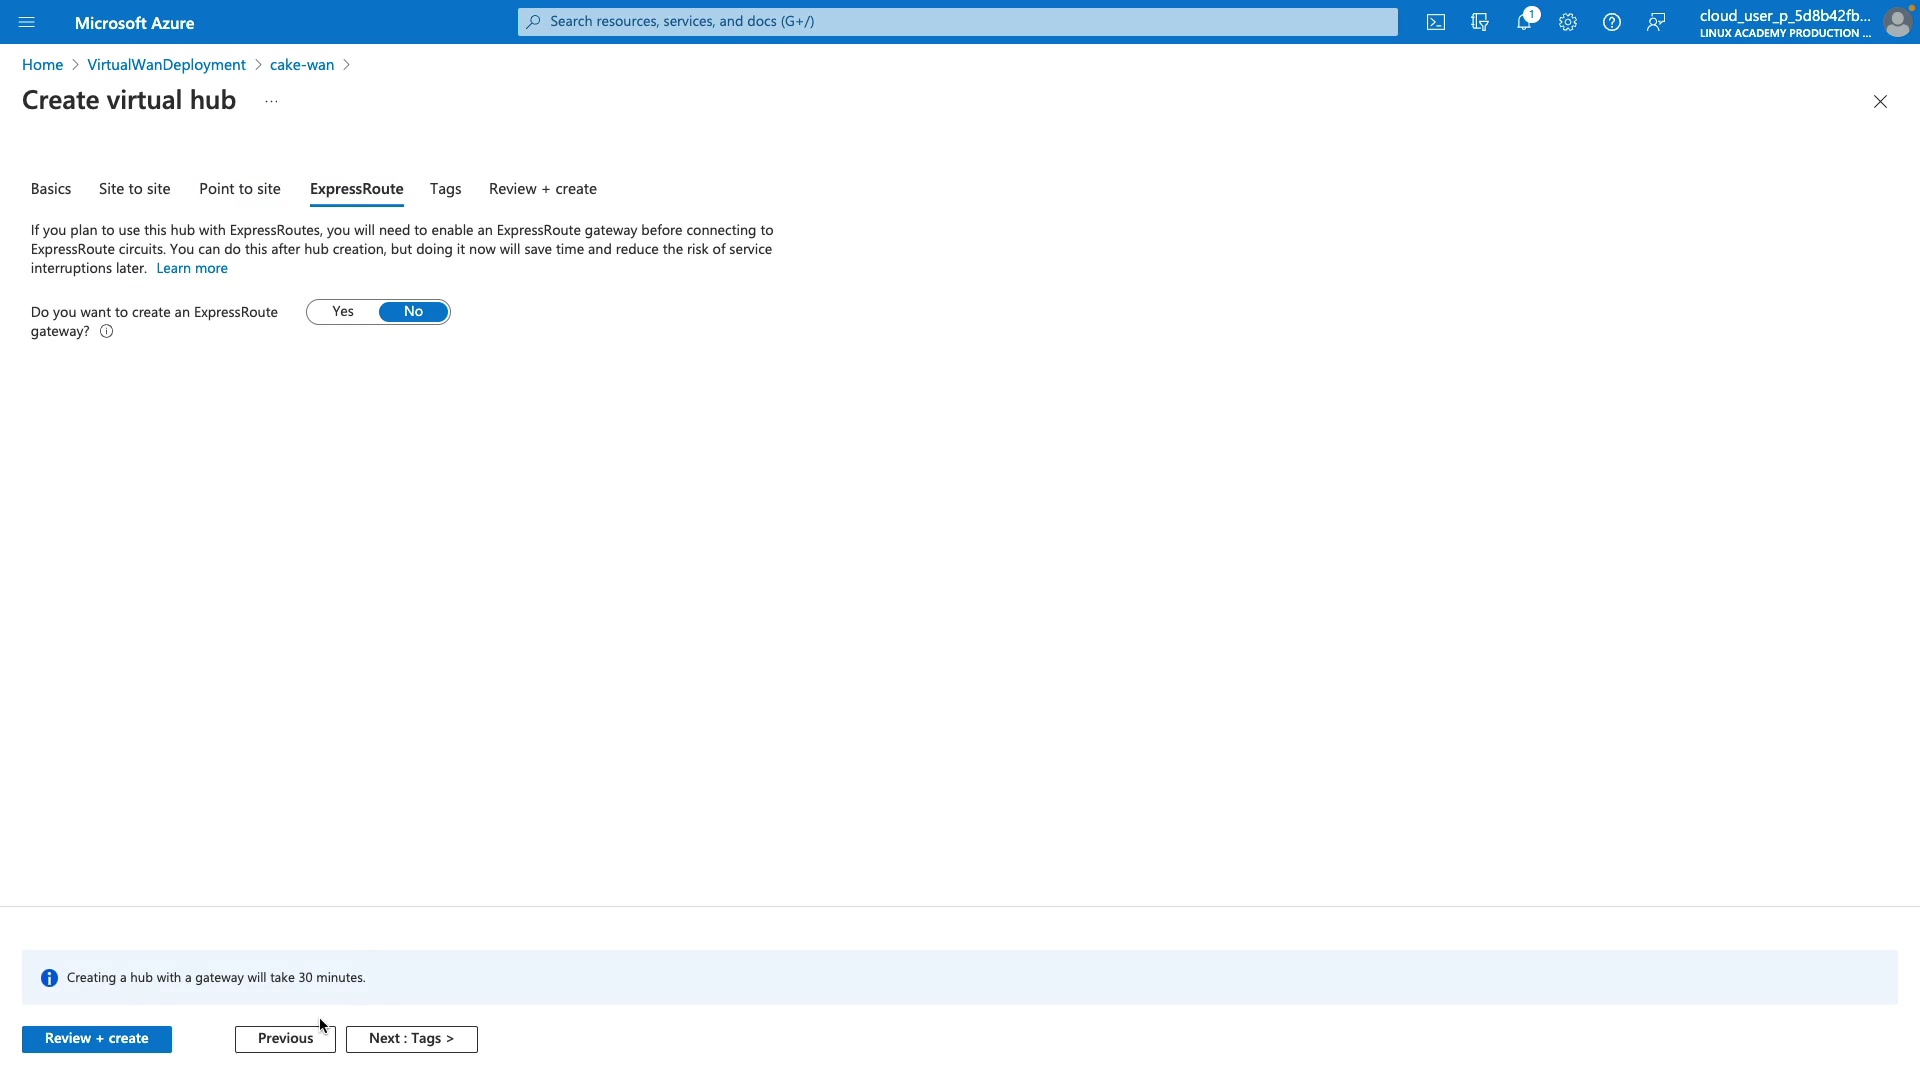 Microsoft Azure
Search resources, services, and docs (G+/)
1
cloud_user_p_5d8b42fb...
LINUX ACADEMY PRODUCTION ...
Home > VirtualWanDeployment > cake-wan >
Create virtual hub ...
Basics Site to site Point to site ExpressRoute Tags Review + create
If you plan to use this hub with ExpressRoutes, you will need to enable an ExpressRoute gateway before connecting to
ExpressRoute circuits. You can do this after hub creation, but doing it now will save time and reduce the risk of service
interruptions later. Learn more
Do you want to create an ExpressRoute
gateway?
Yes No
Creating a hub with a gateway will take 30 minutes.
Review + create Previous Next : Tags >